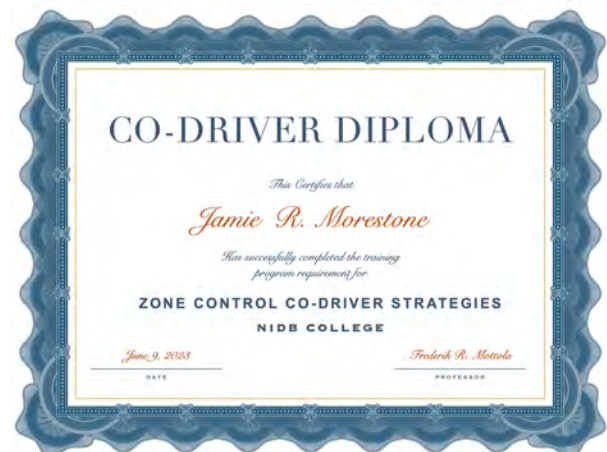 CO-DRIVER DIPLOMA
This Certifies that
Jamie R. Morestone
Has successfully completed the training
program requirement for
ZONE CONTROL CO-DRIVER STRATEGIES
NIDB COLLEGE
June 9, 2023 Frederik R. Mottola
DATE PROFESSOR